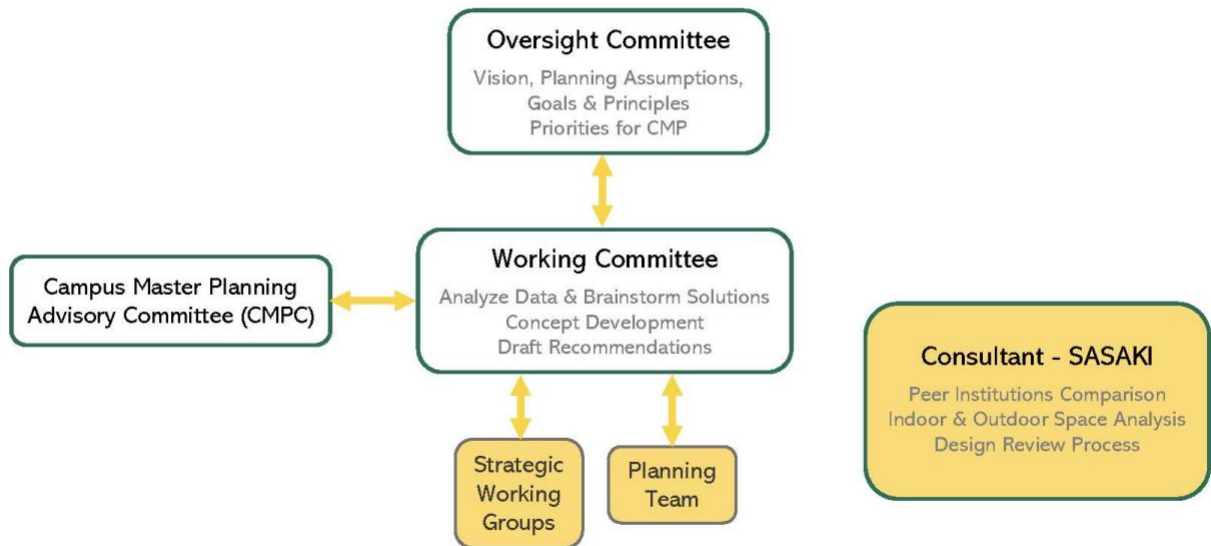 Oversight Committee
Vision, Planning Assumptions,
Goals & Principles
Priorities for CMP
Working Committee
Analyze Data & Brainstorm Solutions
Concept Development
Draft Recommendations
Campus Master Planning
Advisory Committee (CMPC)
Consultant - SASAKI
Peer Institutions Comparison
Indoor & Outdoor Space Analysis
Design Review Process
Strategic
Working
Groups
Planning
Team